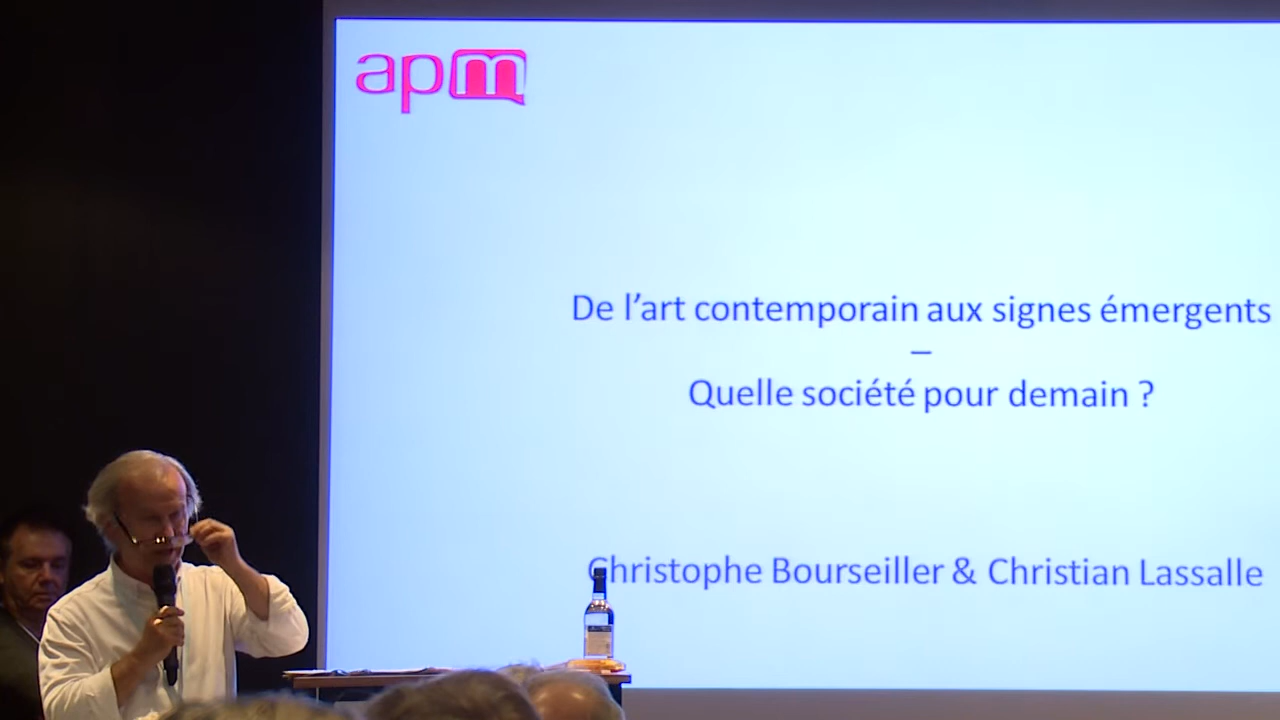 apm
De l'art contemporain aux signes émergents
–
Quelle société pour demain ?
Christophe Bourseiller & Christian Lassalle